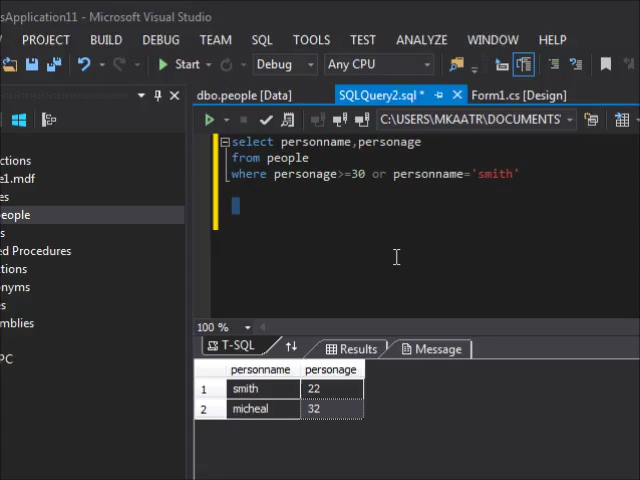 sApplication11 - Microsoft Visual Studio
PROJECT BUILD DEBUG TEAM SQL TOOLS TEST ANALYZE WINDOW HELP
Start Debug Any CPU
dbo.people [Data] SQLQuery2.sql * Form1.cs [Design]
C:\USERS\MKAATR\DOCUMENTS
select personname,personage
from people
where personage>=30 or personname='smith'
ctions
e1.mdf
es
eople
s
ed Procedures
tions
onyms
es
mblies
PC
100 %
T-SQL Results Message
personname personage
1 smith 22
2 micheal 32